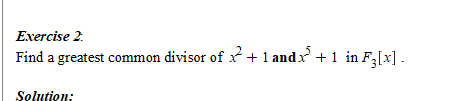 Exercise 2:
Find a greatest common divisor of x² + 1 and x⁵ + 1 in F₃[x] .
Solution: